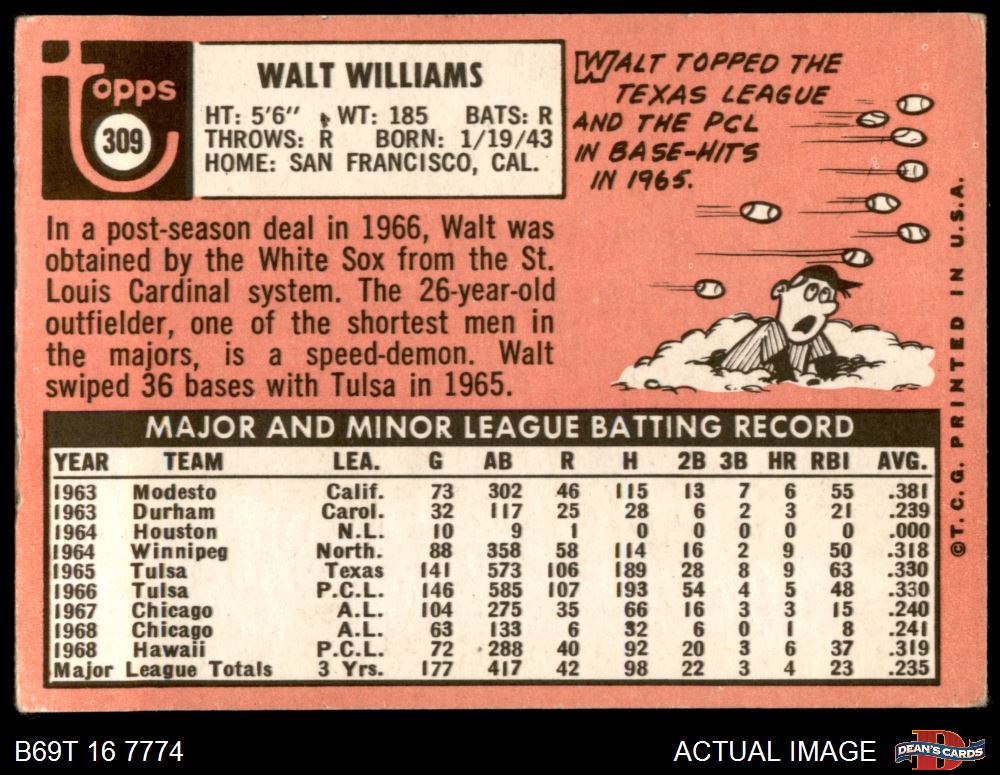 topps
309
WALT WILLIAMS
HT: 5'6" WT: 185 BATS: R
THROWS: R BORN: 1/19/43
HOME: SAN FRANCISCO, CAL.
WALT TOPPED THE
TEXAS LEAGUE
AND THE PCL
IN BASE-HITS
IN 1965.
In a post-season deal in 1966, Walt was
obtained by the White Sox from the St.
Louis Cardinal system. The 26-year-old
outfielder, one of the shortest men in
the majors, is a speed-demon. Walt
swiped 36 bases with Tulsa in 1965.
MAJOR AND MINOR LEAGUE BATTING RECORD
YEAR TEAM LEA. G AB R H 2B 3B HR RBI AVG.
1963 Modesto Calif. 73 302 46 115 13 7 6 55 .381
1963 Durham Carol. 32 117 25 28 6 2 3 21 .239
1964 Houston N.L. 10 9 1 0 0 0 0 0 .000
1964 Winnipeg North. 88 358 58 114 16 2 9 50 .318
1965 Tulsa Texas 141 573 106 189 28 8 9 63 .330
1966 Tulsa P.C.L. 146 585 107 193 54 4 5 48 .330
1967 Chicago A.L. 104 275 35 66 16 3 3 15 .240
1968 Chicago A.L. 63 133 6 32 6 0 1 8 .241
1968 Hawaii P.C.L. 72 288 40 92 20 3 6 37 .319
Major League Totals 3 Yrs. 177 417 42 98 22 3 4 23 .235
©T.C.G. PRINTED IN U.S.A.
B69T 16 7774
ACTUAL IMAGE
DEAN'S CARDS